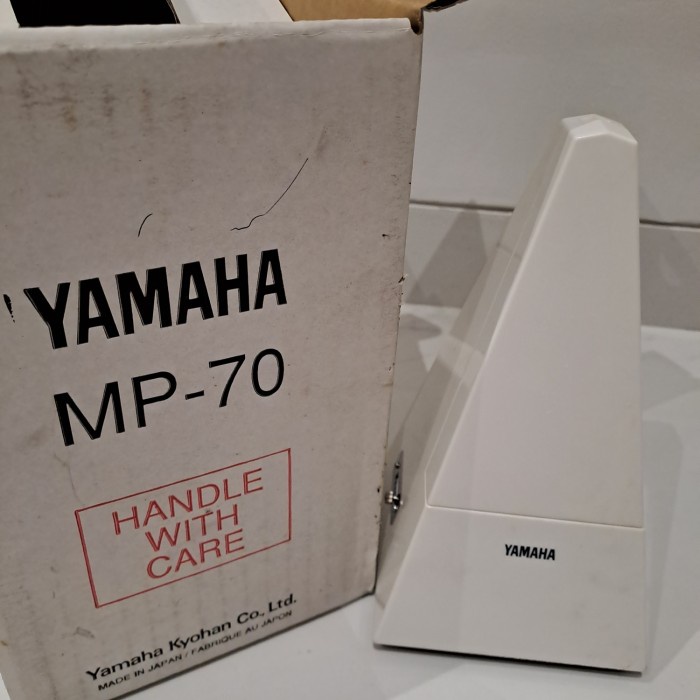 YAMAHA
MP-70
HANDLE
WITH
CARE
Yamaha Kyohan Co., Ltd.
MADE IN JAPAN / FABRIQUE AU JAPON
YAMAHA